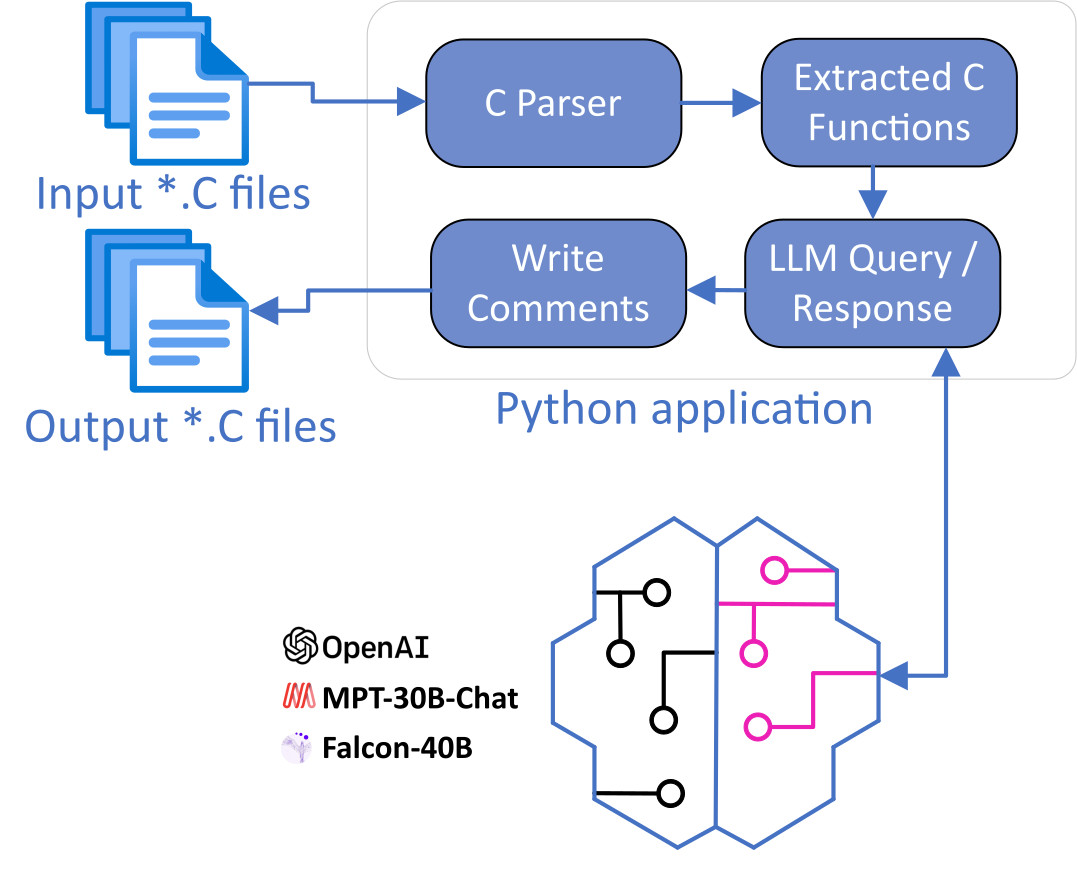 Input *.C files
C Parser
Extracted C
Functions
LLM Query /
Response
Write
Comments
Output *.C files
Python application
OpenAI
MPT-30B-Chat
Falcon-40B